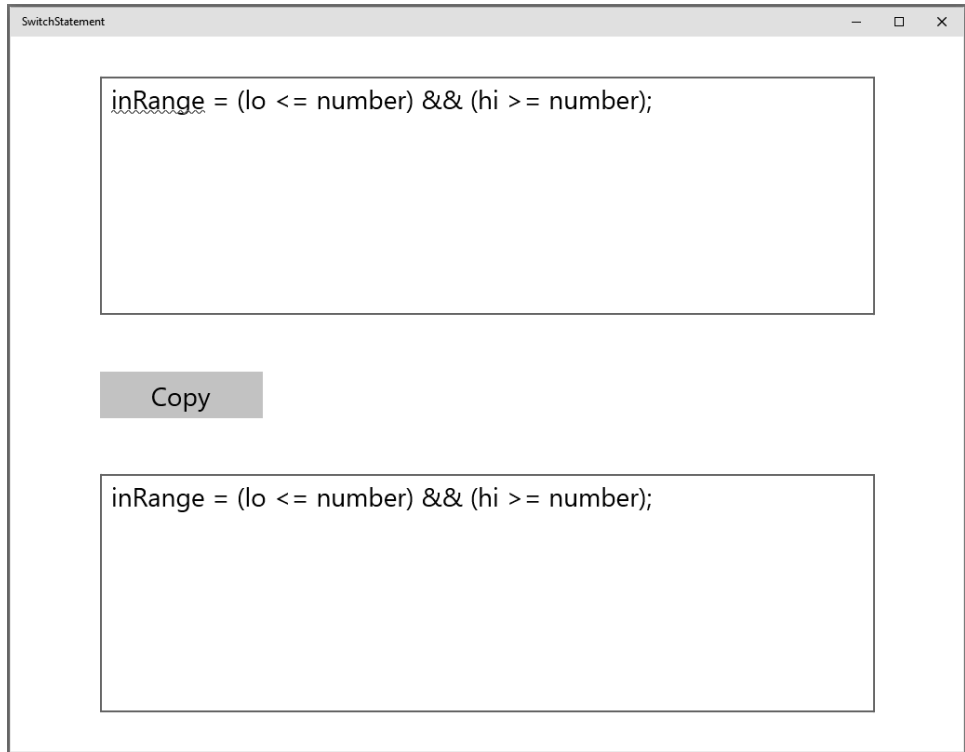 SwitchStatement
inRange = (lo <= number) && (hi >= number);
Copy
inRange = (lo <= number) && (hi >= number);